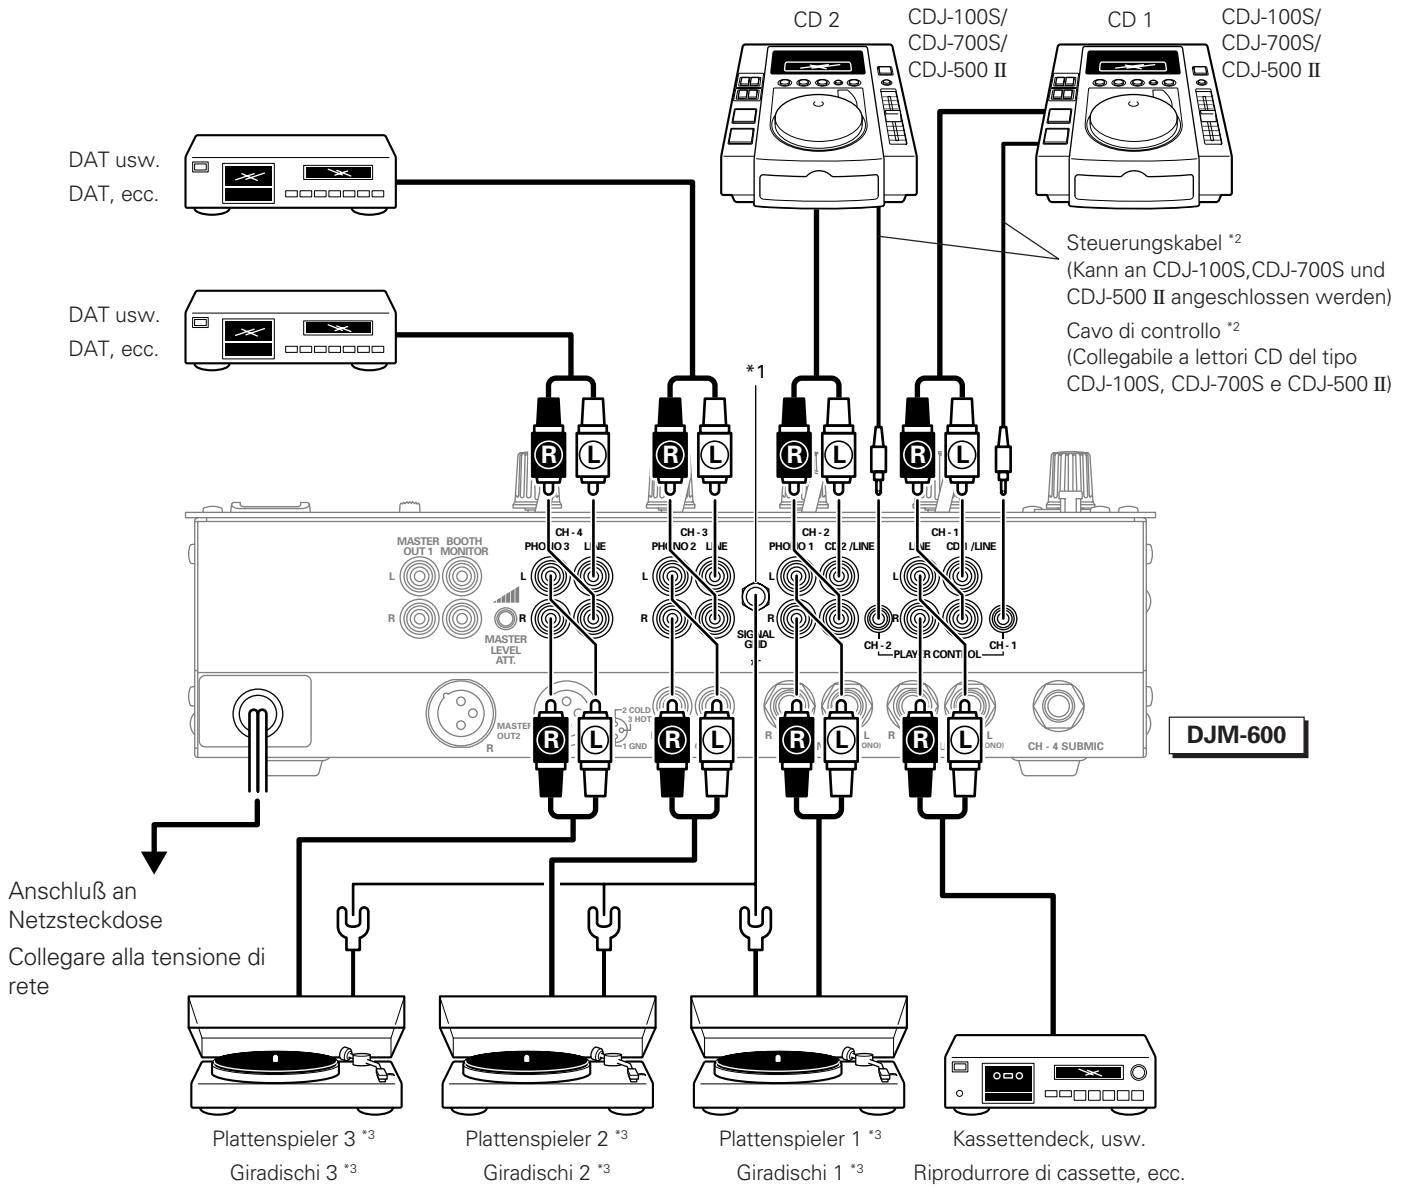 CD 2
CDJ-100S/
CDJ-700S/
CDJ-500 II
CD 1
CDJ-100S/
CDJ-700S/
CDJ-500 II
DAT usw.
DAT, ecc.
DAT usw.
DAT, ecc.
Steuerungskabel *2
(Kann an CDJ-100S,CDJ-700S und
CDJ-500 II angeschlossen werden)
Cavo di controllo *2
(Collegabile a lettori CD del tipo
CDJ-100S, CDJ-700S e CDJ-500 II)
*1
R L R L R L R L
CH - 4 CH - 3 CH - 2 CH - 1
MASTER OUT 1
BOOTH MONITOR
PHONO 3 LINE
PHONO 2 LINE
PHONO 1 CD 2 /LINE
LINE CD 1 /LINE
L L L L L
R R R R R
MASTER
LEVEL
ATT.
SIGNAL
GND
CH - 2 PLAYER CONTROL CH - 1
MASTER
OUT2
R
2 COLD
3 HOT
1 GND
R L R L R L R L
R R L
CH - 4 SUBMIC
DJM-600
Anschluß an
Netzsteckdose
Collegare alla tensione di
rete
Plattenspieler 3 *3
Giradischi 3 *3
Plattenspieler 2 *3
Giradischi 2 *3
Plattenspieler 1 *3
Giradischi 1 *3
Kassettendeck, usw.
Riprodurrore di cassette, ecc.